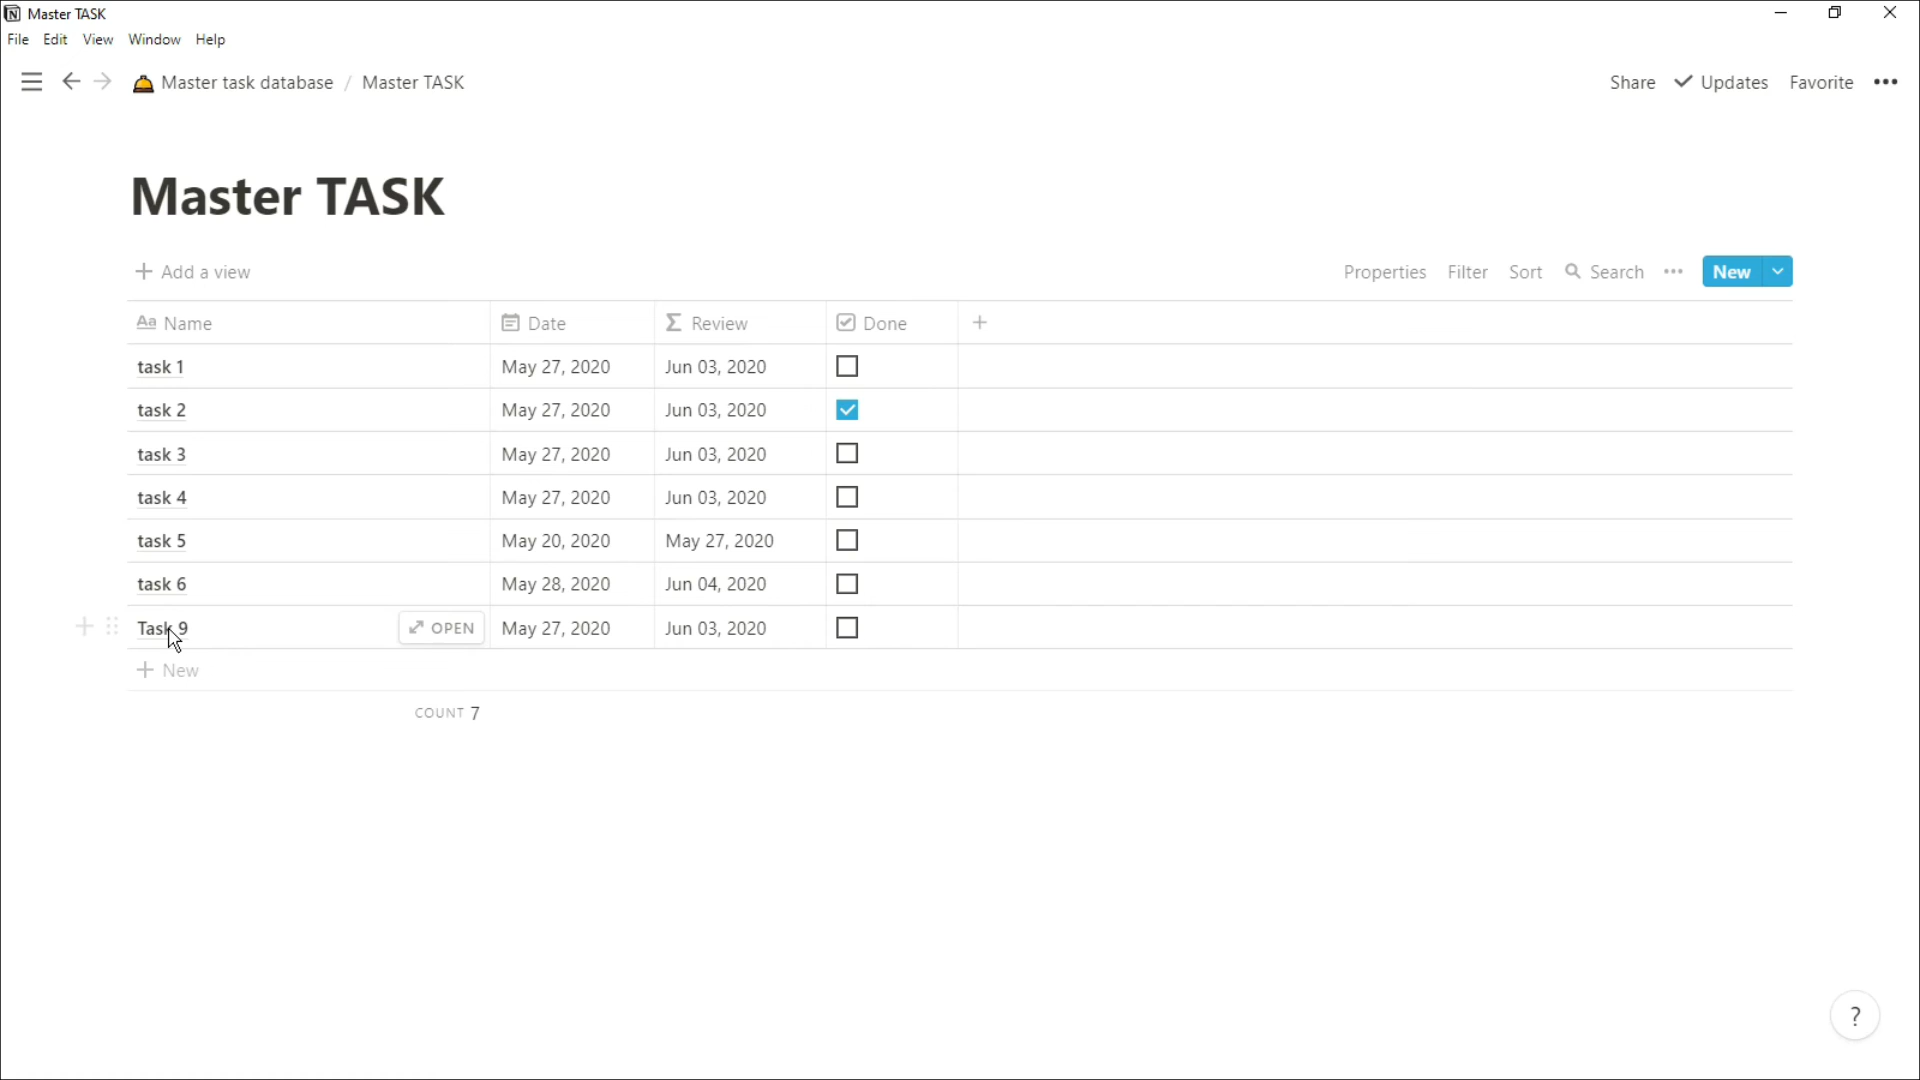 Master TASK
File Edit View Window Help
Master task database / Master TASK Share Updates Favorite •••
Master TASK
+ Add a view Properties Filter Sort Search ••• New
Aa Name Date Σ Review Done +
task 1 May 27, 2020 Jun 03, 2020
task 2 May 27, 2020 Jun 03, 2020
task 3 May 27, 2020 Jun 03, 2020
task 4 May 27, 2020 Jun 03, 2020
task 5 May 20, 2020 May 27, 2020
task 6 May 28, 2020 Jun 04, 2020
Task 9 OPEN May 27, 2020 Jun 03, 2020
+ New
COUNT 7
?